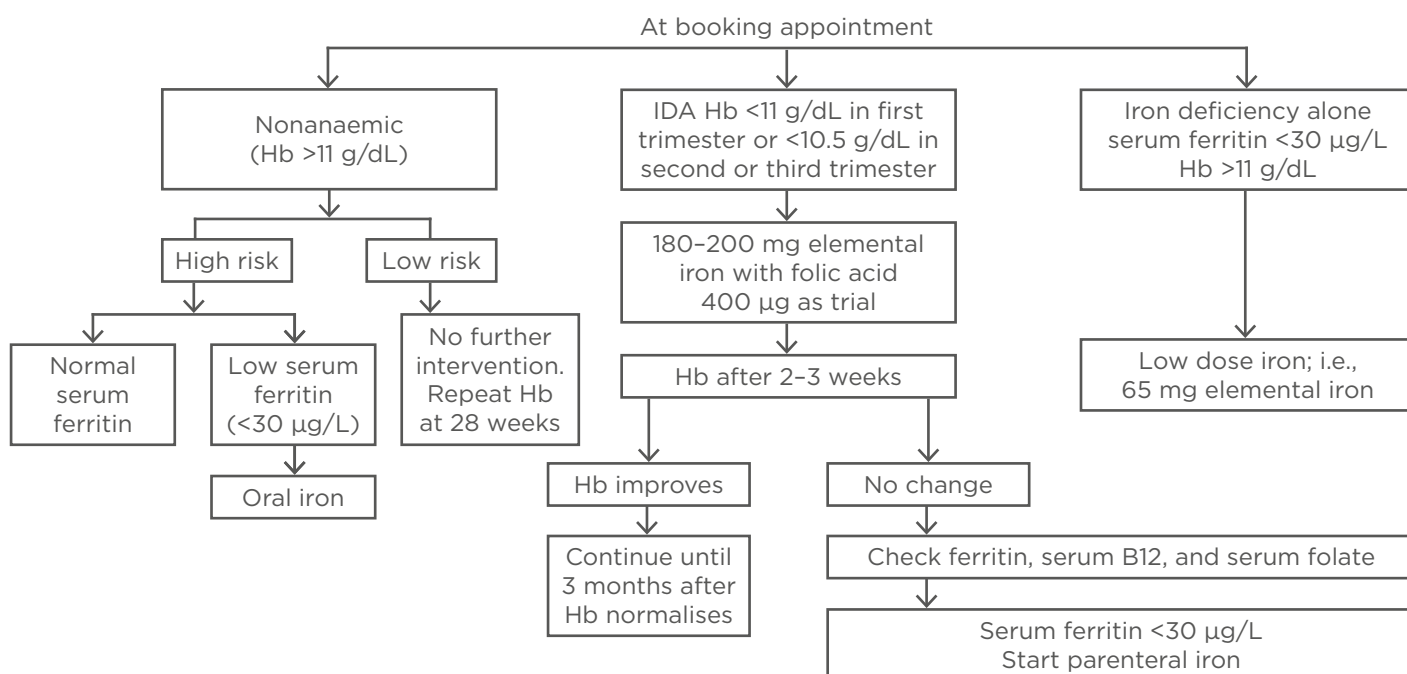 At booking appointment
Nonanaemic
(Hb >11 g/dL)
IDA Hb <11 g/dL in first
trimester or <10.5 g/dL in
second or third trimester
Iron deficiency alone
serum ferritin <30 µg/L
Hb >11 g/dL
High risk
Low risk
180–200 mg elemental
iron with folic acid
400 µg as trial
Normal
serum
ferritin
Low serum
ferritin
(<30 µg/L)
No further
intervention.
Repeat Hb
at 28 weeks
Hb after 2–3 weeks
Low dose iron; i.e.,
65 mg elemental iron
Oral iron
Hb improves
No change
Continue until
3 months after
Hb normalises
Check ferritin, serum B12, and serum folate
Serum ferritin <30 µg/L
Start parenteral iron